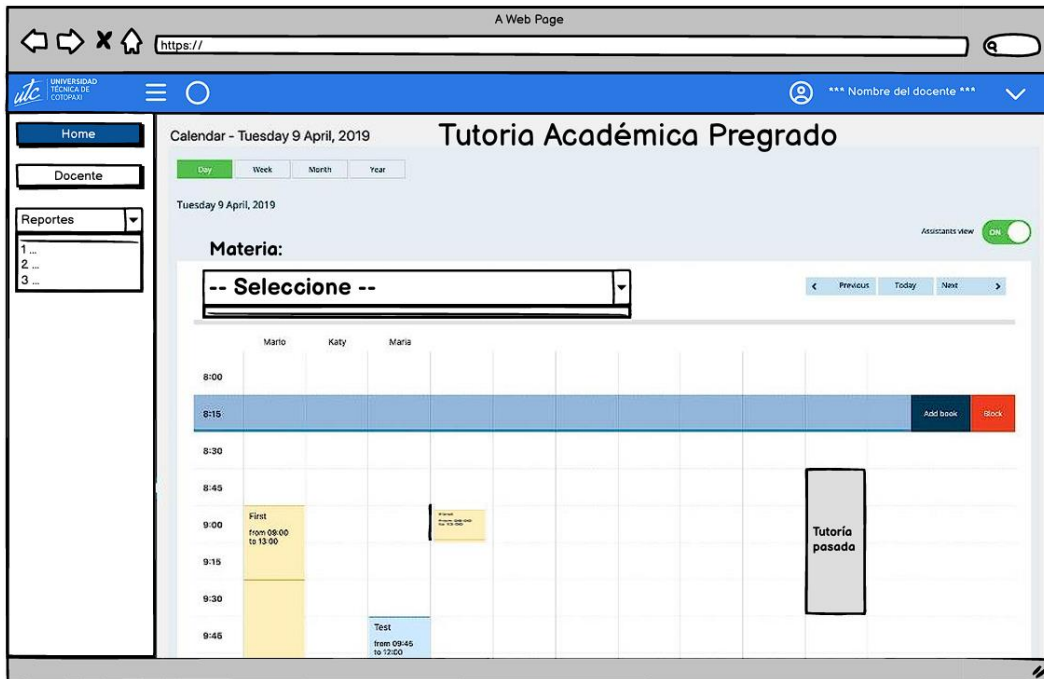 A Web Page
https://
utc UNIVERSIDAD
TÉCNICA DE
COTOPAXI
*** Nombre del docente ***
Home
Docente
Reportes
1 ...
2 ...
3 ...
Calendar - Tuesday 9 April, 2019
Tutoria Académica Pregrado
Day Week Month Year
Tuesday 9 April, 2019
Assistants view ON
Materia:
-- Seleccione --
Previous Today Next
Mario Katy Maria
8:00
8:15 Add book Block
8:30
8:45
9:00
9:15
9:30
9:45
First
from 09:00
to 13:00
Test
from 09:45
to 12:00
Tutoría
pasada